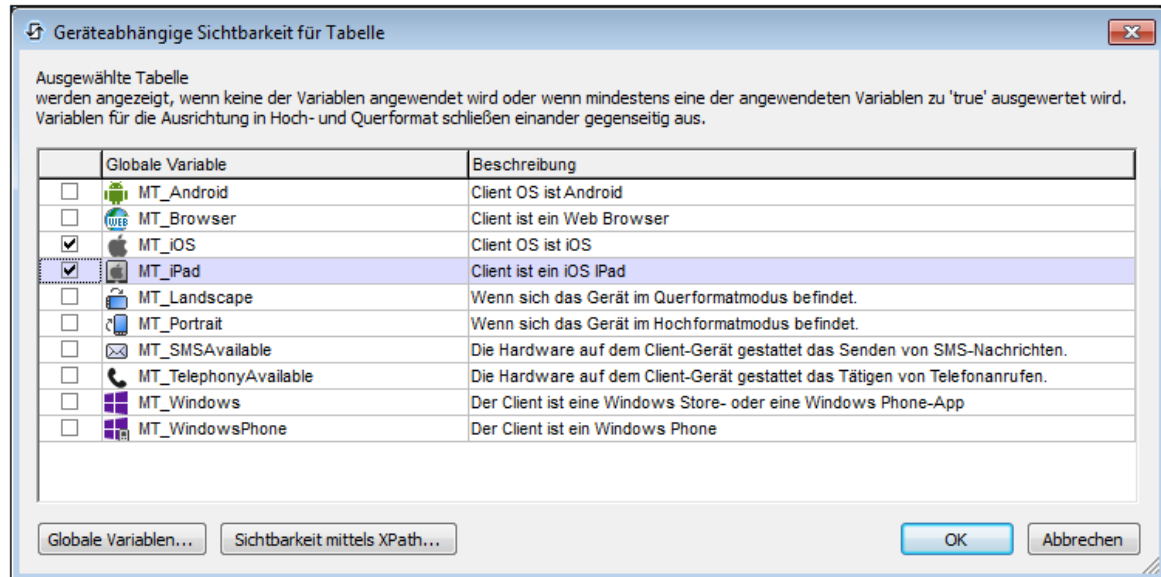 Geräteabhängige Sichtbarkeit für Tabelle
Ausgewählte Tabelle
werden angezeigt, wenn keine der Variablen angewendet wird oder wenn mindestens eine der angewendeten Variablen zu 'true' ausgewertet wird.
Variablen für die Ausrichtung in Hoch- und Querformat schließen einander gegenseitig aus.
Globale Variable Beschreibung
MT_Android Client OS ist Android
WEB MT_Browser Client ist ein Web Browser
MT_iOS Client OS ist iOS
MT_iPad Client ist ein iOS IPad
MT_Landscape Wenn sich das Gerät im Querformatmodus befindet.
MT_Portrait Wenn sich das Gerät im Hochformatmodus befindet.
MT_SMSAvailable Die Hardware auf dem Client-Gerät gestattet das Senden von SMS-Nachrichten.
MT_TelephonyAvailable Die Hardware auf dem Client-Gerät gestattet das Tätigen von Telefonanrufen.
MT_Windows Der Client ist eine Windows Store- oder eine Windows Phone-App
MT_WindowsPhone Der Client ist ein Windows Phone
Globale Variablen... Sichtbarkeit mittels XPath... OK Abbrechen